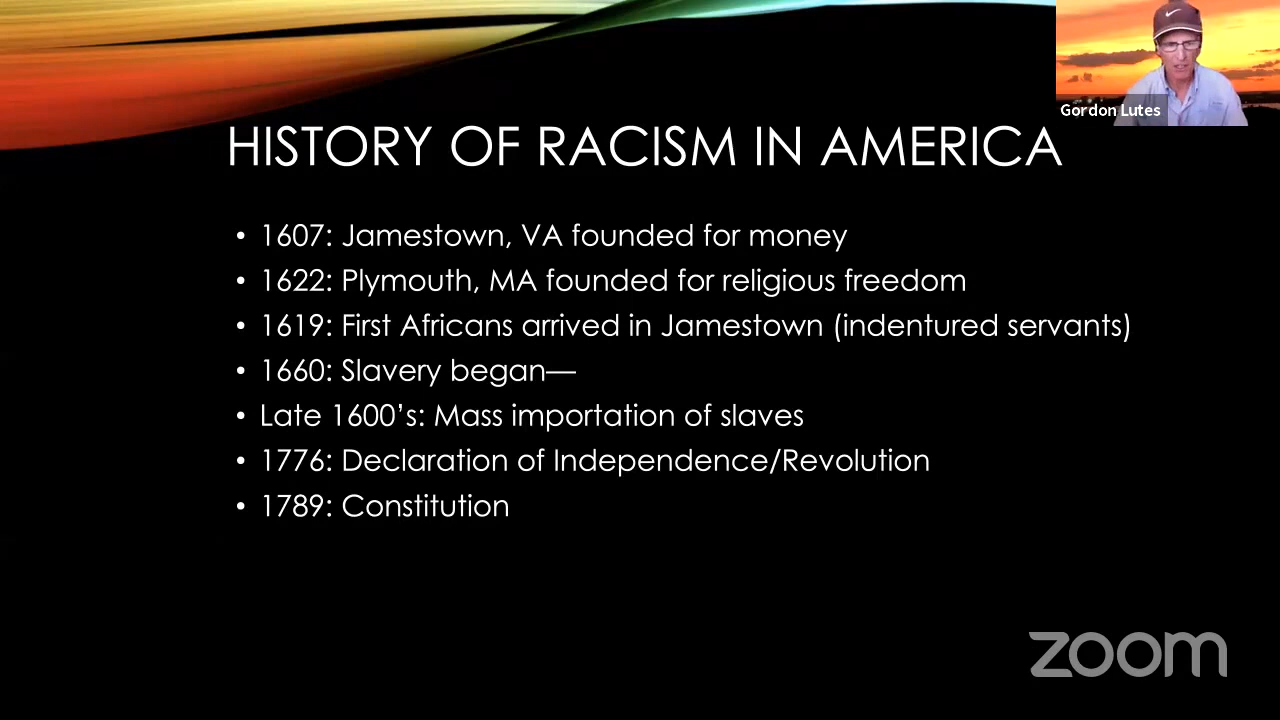 Gordon Lutes
HISTORY OF RACISM IN AMERICA
• 1607: Jamestown, VA founded for money
• 1622: Plymouth, MA founded for religious freedom
• 1619: First Africans arrived in Jamestown (indentured servants)
• 1660: Slavery began—
• Late 1600’s: Mass importation of slaves
• 1776: Declaration of Independence/Revolution
• 1789: Constitution
zoom